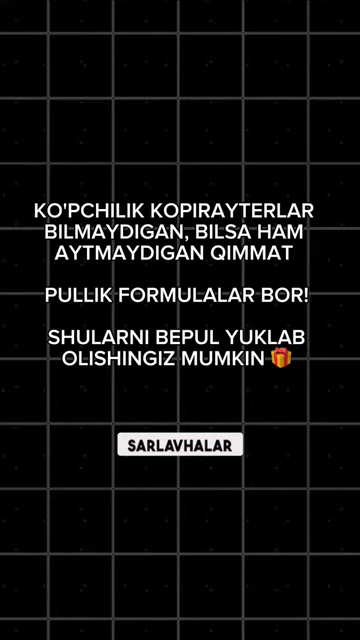 KO'PCHILIK KOPIRAYTERLAR
BILMAYDIGAN, BILSA HAM
AYTMAYDIGAN QIMMAT
PULLIK FORMULALAR BOR!
SHULARNI BEPUL YUKLAB
OLISHINGIZ MUMKIN 🎁
SARLAVHALAR